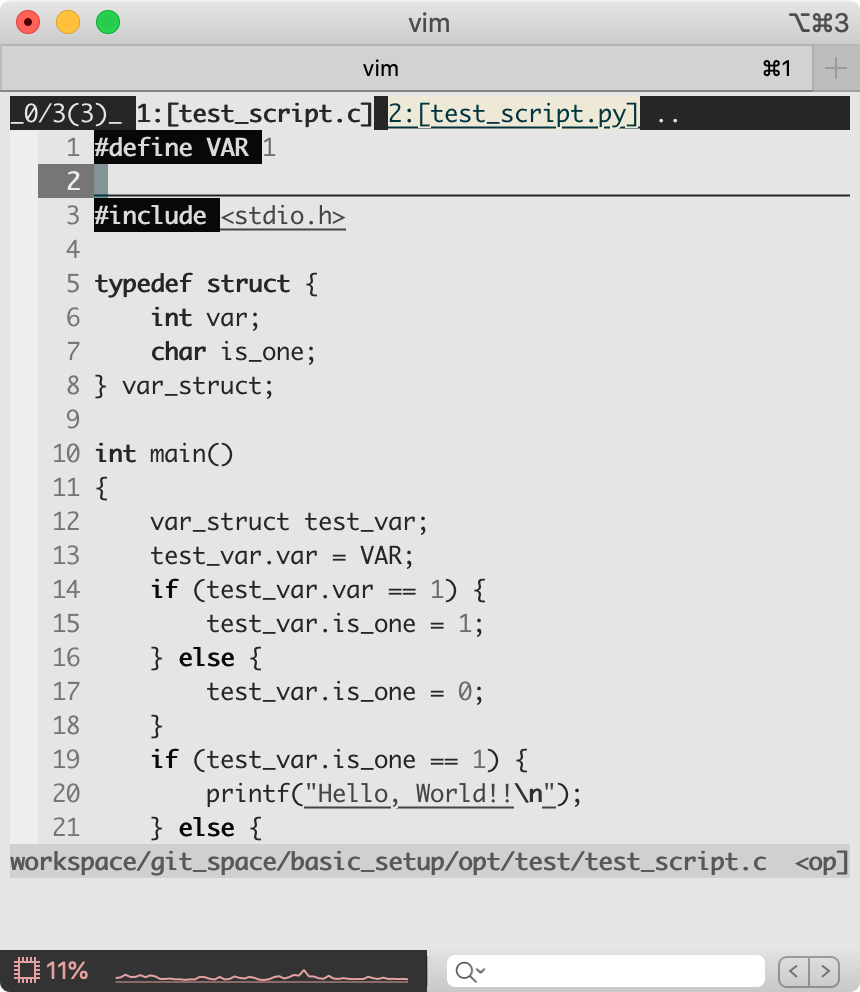 vim ⌥⌘3
vim ⌘1
_0/3(3)_ 1:[test_script.c] 2:[test_script.py] ..
1 #define VAR 1
2
3 #include <stdio.h>
4
5 typedef struct {
6     int var;
7     char is_one;
8 } var_struct;
9
10 int main()
11 {
12     var_struct test_var;
13     test_var.var = VAR;
14     if (test_var.var == 1) {
15         test_var.is_one = 1;
16     } else {
17         test_var.is_one = 0;
18     }
19     if (test_var.is_one == 1) {
20         printf("Hello, World!!\n");
21     } else {
workspace/git_space/basic_setup/opt/test/test_script.c  <op]
11%